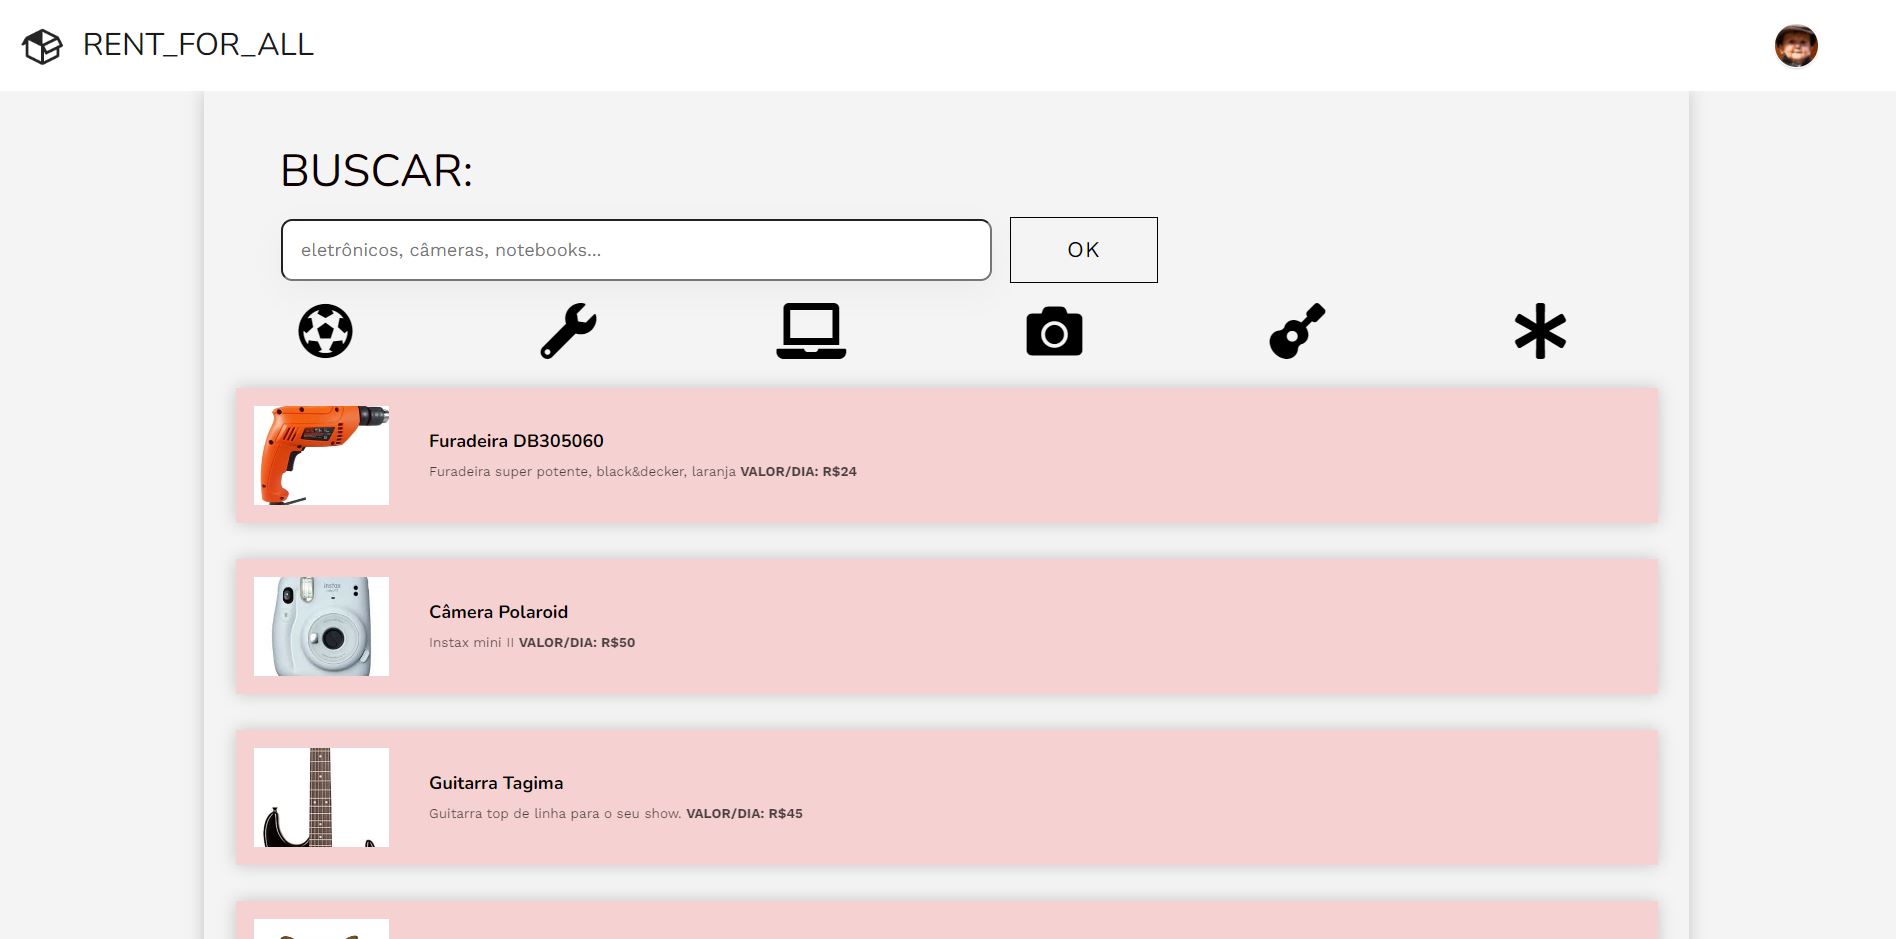 RENT_FOR_ALL
BUSCAR:
eletrônicos, câmeras, notebooks...
OK
Furadeira DB305060
Furadeira super potente, black&decker, laranja VALOR/DIA: R$24
instax
Câmera Polaroid
Instax mini II VALOR/DIA: R$50
Guitarra Tagima
Guitarra top de linha para o seu show. VALOR/DIA: R$45